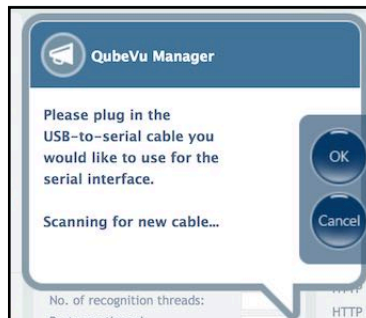 QubeVu Manager
Please plug in the
USB-to-serial cable you
would like to use for the
serial interface.
Scanning for new cable...
OK
Cancel
No. of recognition threads:
HTTP